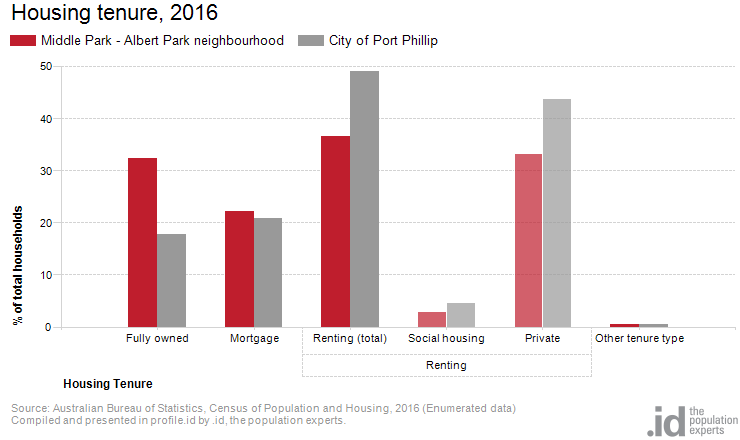 Housing tenure, 2016
Middle Park - Albert Park neighbourhood City of Port Phillip
50
40
30
20
10
0
% of total households
Fully owned Mortgage Renting (total) Social housing Private Other tenure type
Renting
Housing Tenure
Source: Australian Bureau of Statistics, Census of Population and Housing, 2016 (Enumerated data)
Compiled and presented in profile.id by .id, the population experts.
.id the
population
experts